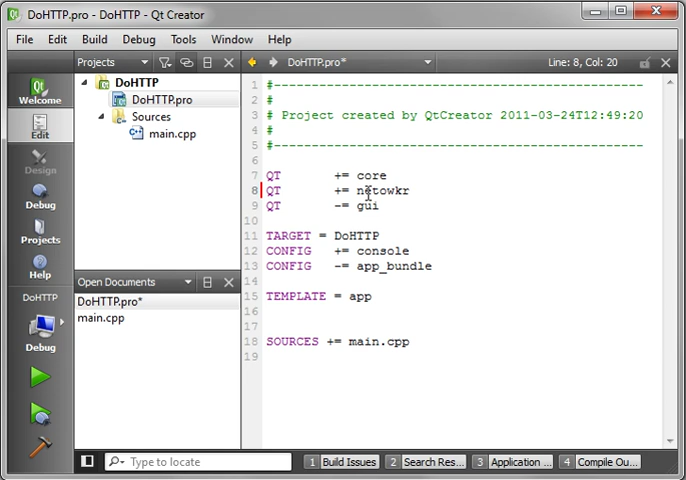 DoHTTP.pro - DoHTTP - Qt Creator
File Edit Build Debug Tools Window Help
Projects DoHTTP.pro* Line: 8, Col: 20
Qt
Welcome
Edit
Design
Debug
Projects
Help
DoHTTP
Debug
DoHTTP
DoHTTP.pro
Sources
main.cpp
Open Documents
DoHTTP.pro*
main.cpp
1 #---------------------------------------------------
2 #
3 # Project created by QtCreator 2011-03-24T12:49:20
4 #
5 #---------------------------------------------------
6
7 QT += core
8 QT += netowkr
9 QT -= gui
10
11 TARGET = DoHTTP
12 CONFIG += console
13 CONFIG -= app_bundle
14
15 TEMPLATE = app
16
17
18 SOURCES += main.cpp
19
Type to locate 1 Build Issues 2 Search Res... 3 Application ... 4 Compile Ou...